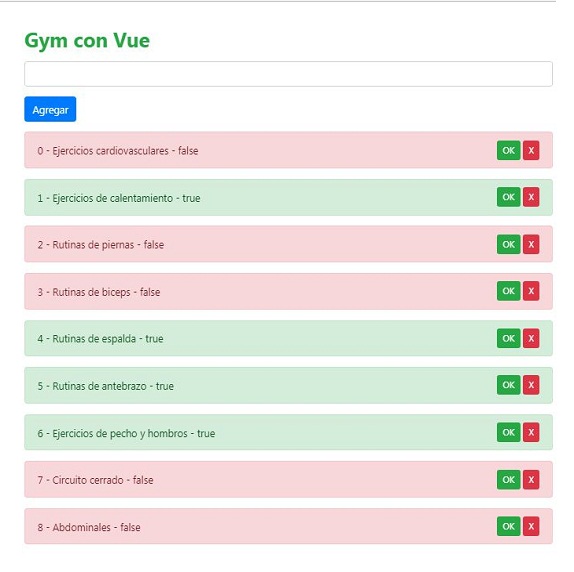 Gym con Vue
Agregar
0 - Ejercicios cardiovasculares - false OK X
1 - Ejercicios de calentamiento - true OK X
2 - Rutinas de piernas - false OK X
3 - Rutinas de biceps - false OK X
4 - Rutinas de espalda - true OK X
5 - Rutinas de antebrazo - true OK X
6 - Ejercicios de pecho y hombros - true OK X
7 - Circuito cerrado - false OK X
8 - Abdominales - false OK X